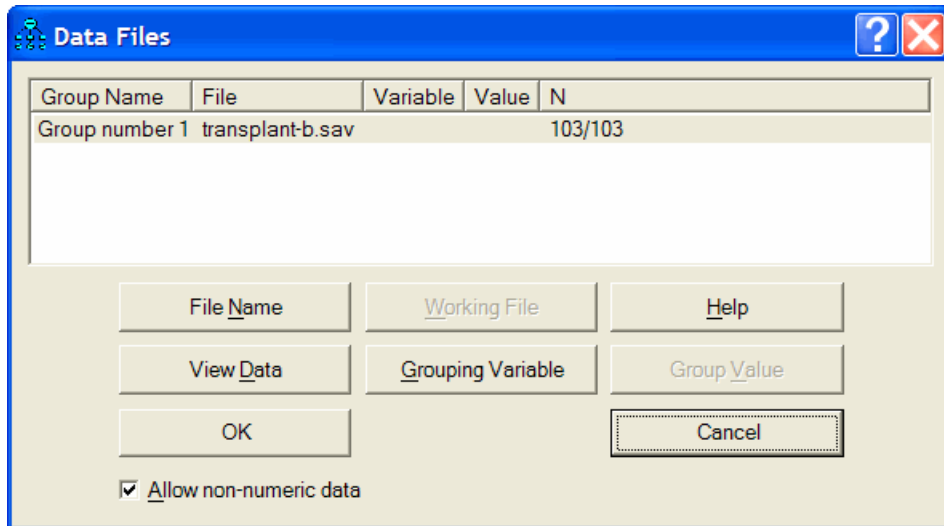 Data Files
Group Name File Variable Value N
Group number 1 transplant-b.sav 103/103
File Name Working File Help
View Data Grouping Variable Group Value
OK Cancel
Allow non-numeric data